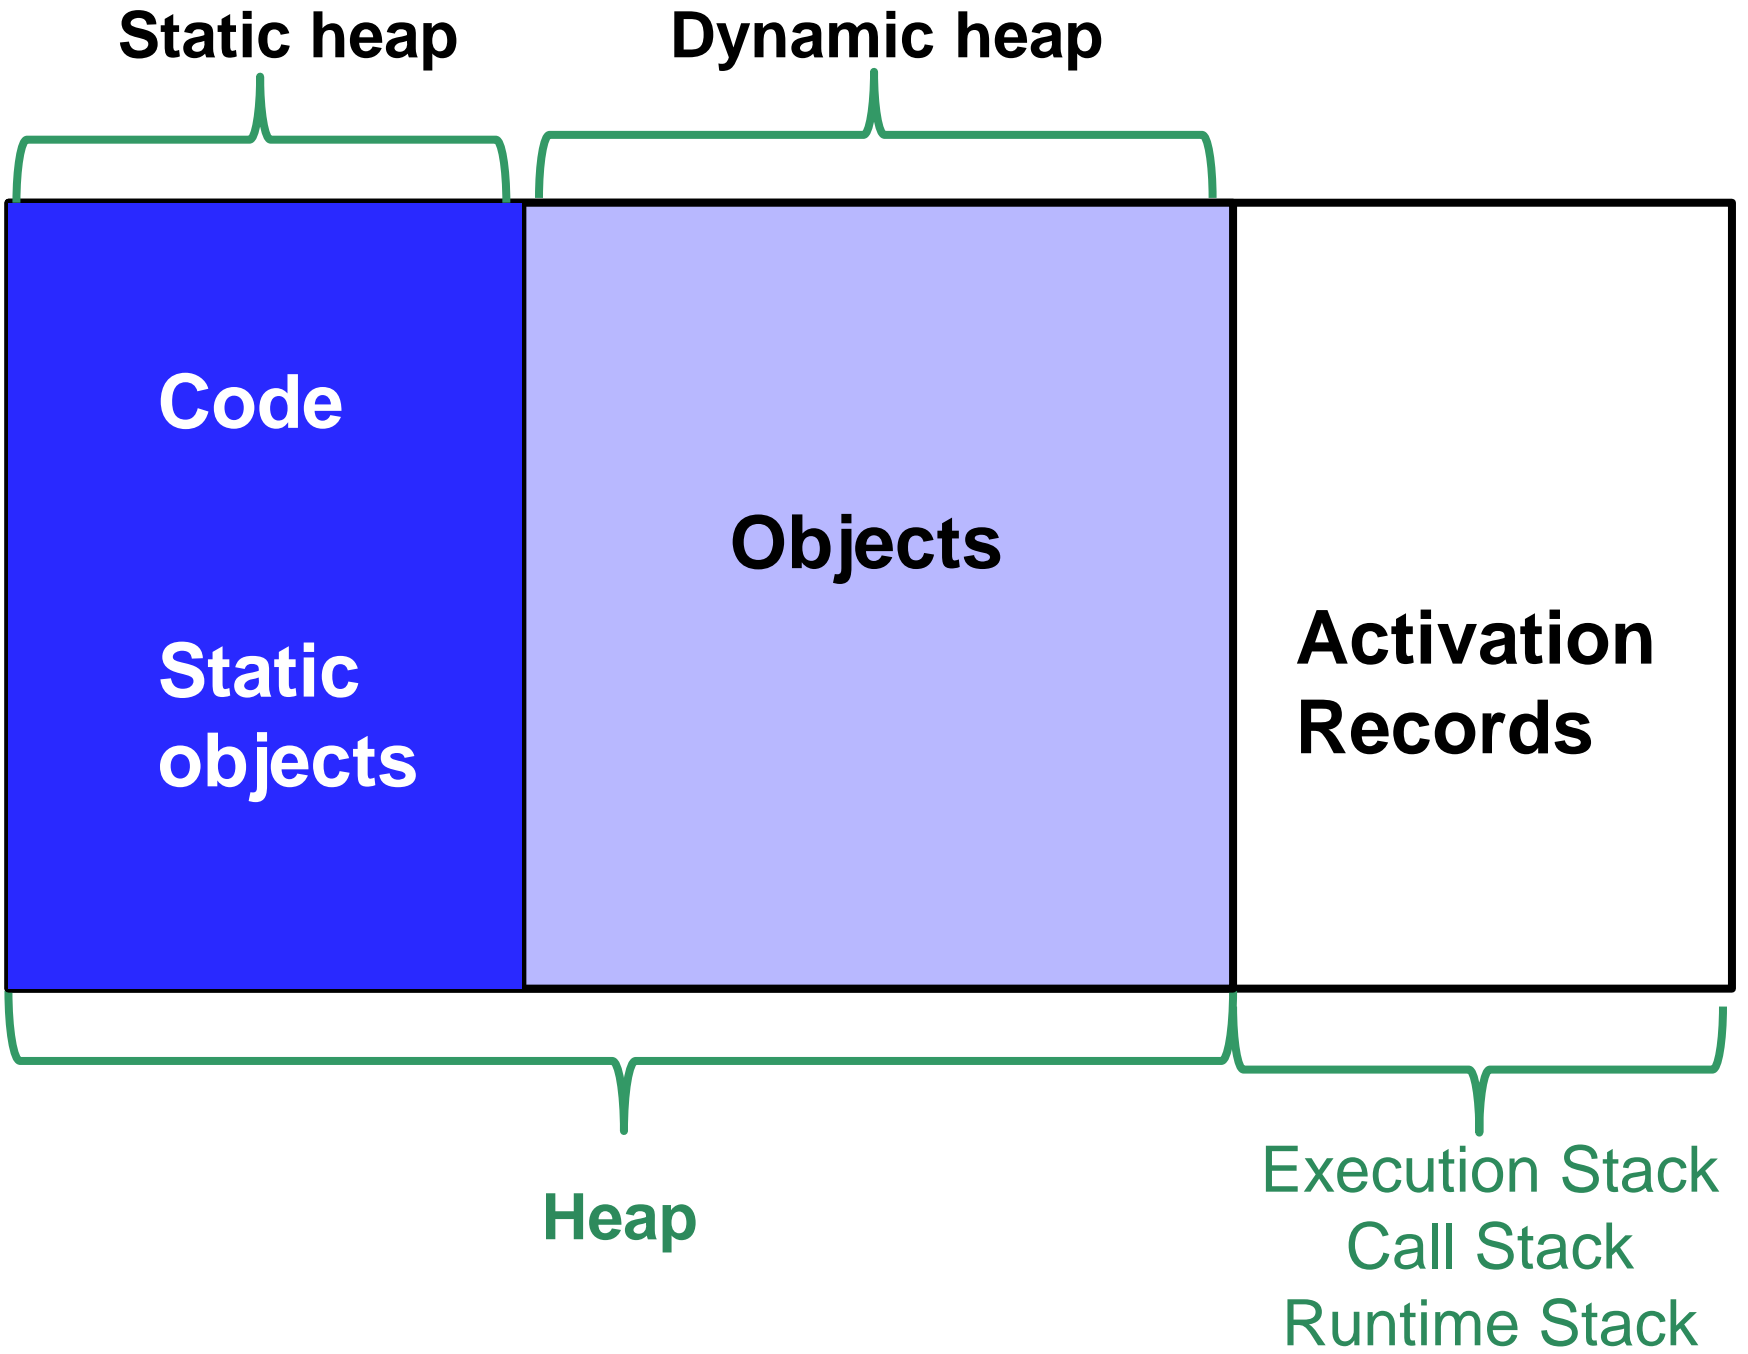 Static heap
Dynamic heap
Code
Static
objects
Objects
Activation
Records
Heap
Execution Stack
Call Stack
Runtime Stack